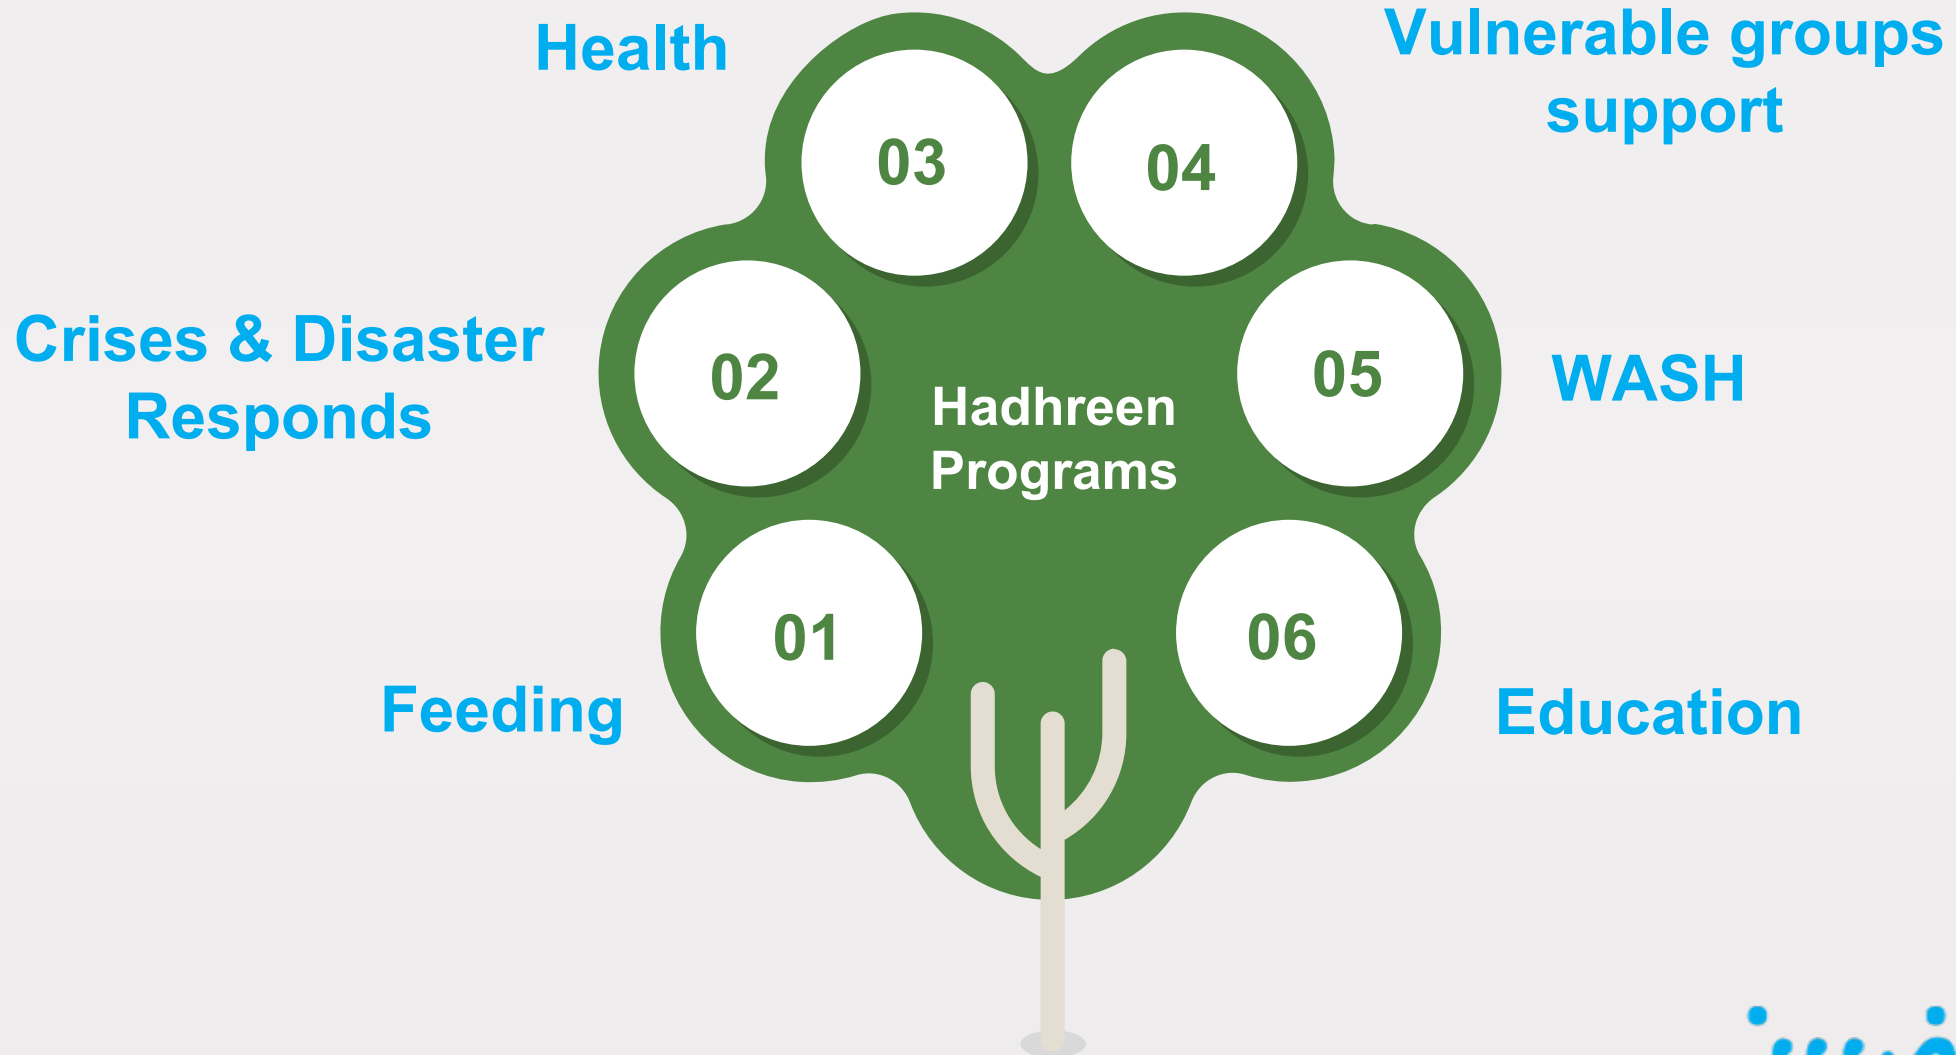 Health
Vulnerable groups
support
03
04
Crises & Disaster
Responds
02
Hadhreen
Programs
05
WASH
01
06
Feeding
Education